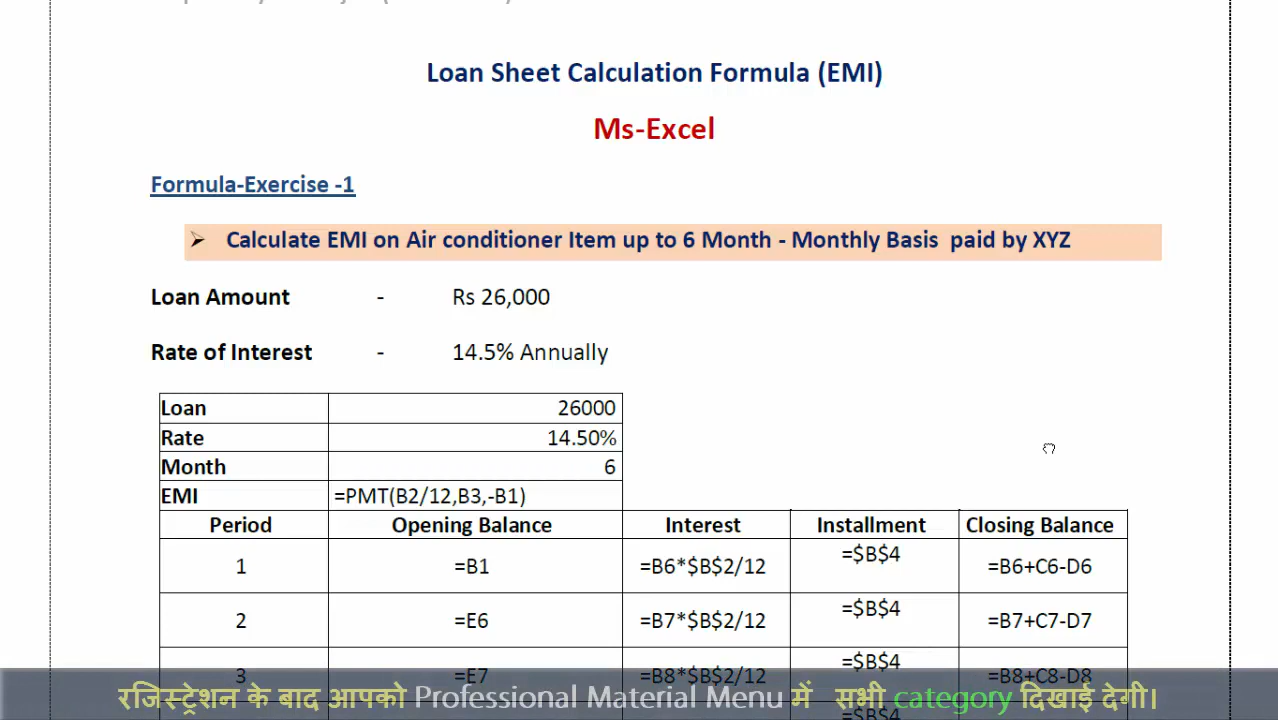 Loan Sheet Calculation Formula (EMI)
Ms-Excel
Formula-Exercise -1
➢ Calculate EMI on Air conditioner Item up to 6 Month - Monthly Basis paid by XYZ
Loan Amount - Rs 26,000
Rate of Interest - 14.5% Annually
Loan 26000
Rate 14.50%
Month 6
EMI =PMT(B2/12,B3,-B1)
Period Opening Balance Interest Installment Closing Balance
1 =B1 =B6*$B$2/12 =$B$4 =B6+C6-D6
2 =E6 =B7*$B$2/12 =$B$4 =B7+C7-D7
3 =E7 =B8*$B$2/12 =$B$4 =B8+C8-D8
=$B$4
रजिस्ट्रेशन के बाद आपको Professional Material Menu में सभी category दिखाई देगी।